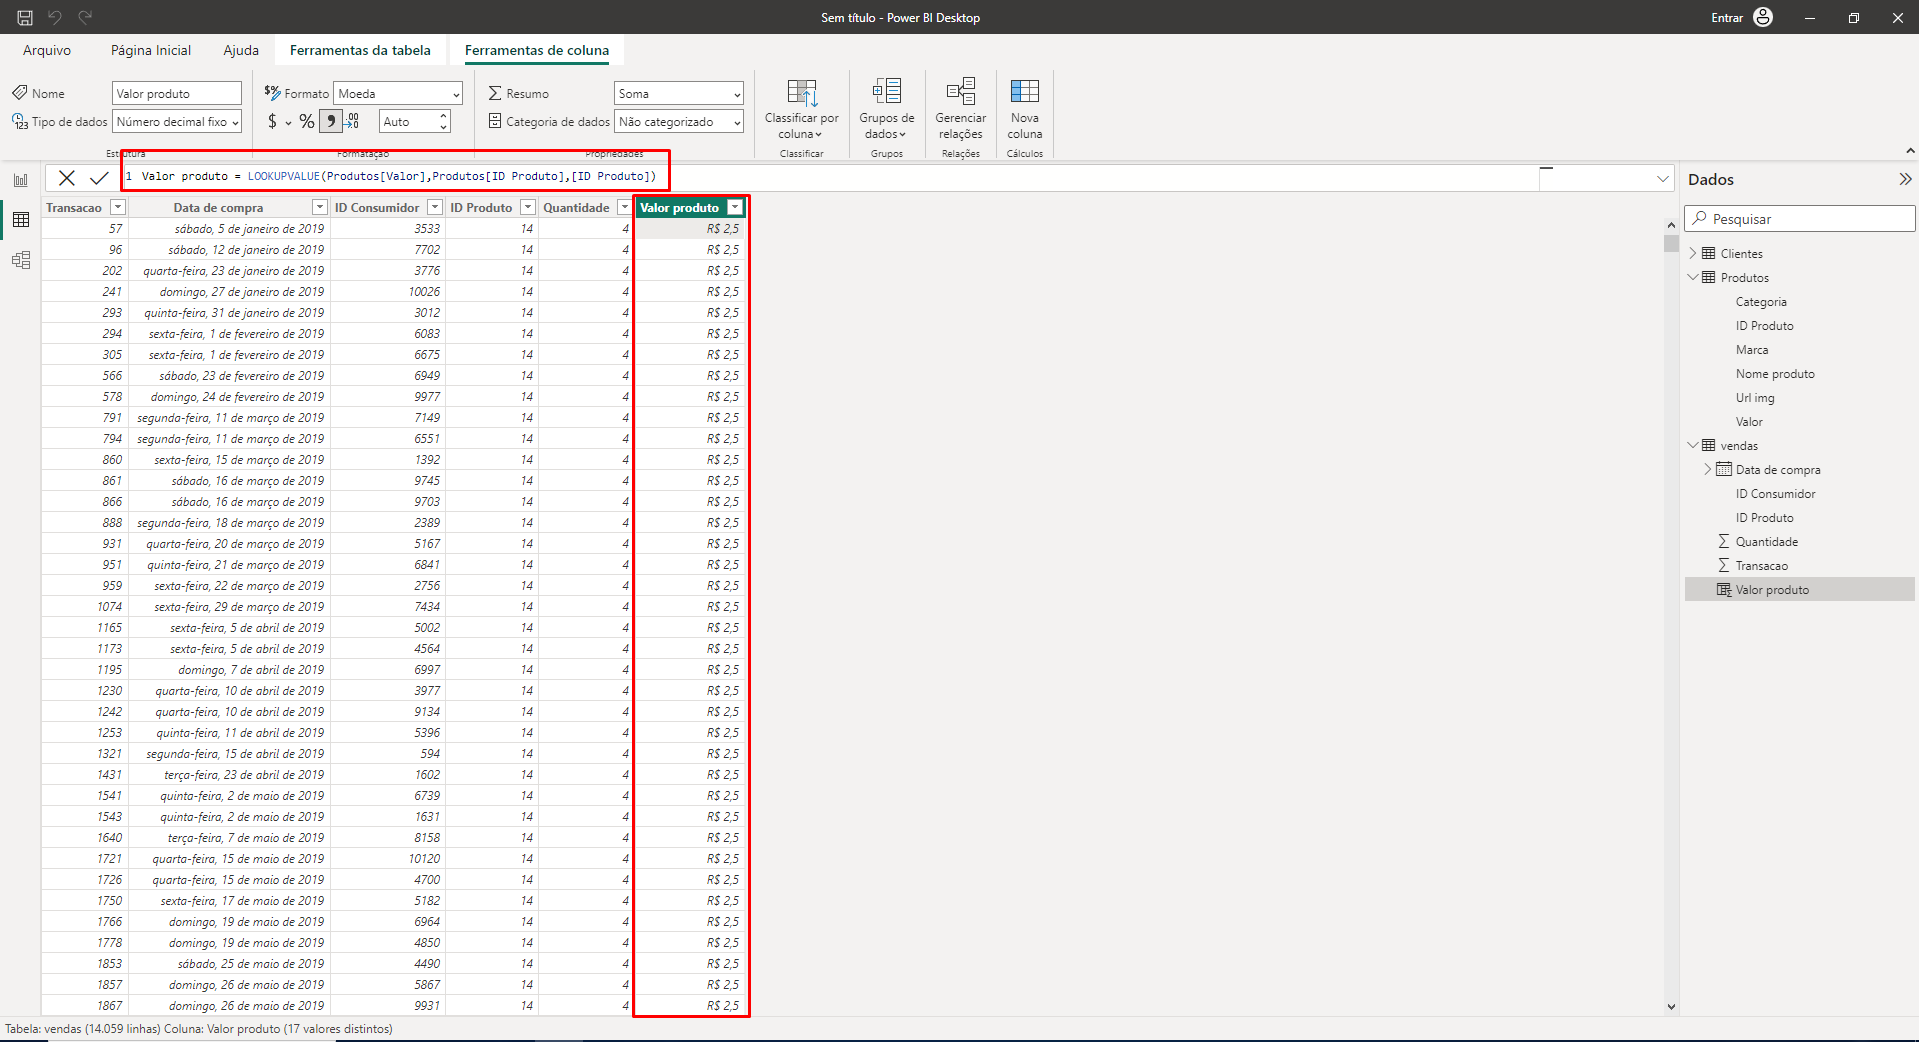 Sem título - Power BI Desktop
Entrar
Arquivo
Página Inicial
Ajuda
Ferramentas da tabela
Ferramentas de coluna
Nome
Valor produto
Tipo de dados
Número decimal fixo
Estrutura
Formato
Moeda
$
%
Auto
Formatação
Resumo
Soma
Categoria de dados
Não categorizado
Propriedades
Classificar por
coluna
Classificar
Grupos de
dados
Grupos
Gerenciar
relações
Relações
Nova
coluna
Cálculos
1 Valor produto = LOOKUPVALUE(Produtos[Valor],Produtos[ID Produto],[ID Produto])
Transacao Data de compra ID Consumidor ID Produto Quantidade Valor produto
57 sábado, 5 de janeiro de 2019 3533 14 4 R$ 2,5
96 sábado, 12 de janeiro de 2019 7702 14 4 R$ 2,5
202 quarta-feira, 23 de janeiro de 2019 3776 14 4 R$ 2,5
241 domingo, 27 de janeiro de 2019 10026 14 4 R$ 2,5
293 quinta-feira, 31 de janeiro de 2019 3012 14 4 R$ 2,5
294 sexta-feira, 1 de fevereiro de 2019 6083 14 4 R$ 2,5
305 sexta-feira, 1 de fevereiro de 2019 6675 14 4 R$ 2,5
566 sábado, 23 de fevereiro de 2019 6949 14 4 R$ 2,5
578 domingo, 24 de fevereiro de 2019 9977 14 4 R$ 2,5
791 segunda-feira, 11 de março de 2019 7149 14 4 R$ 2,5
794 segunda-feira, 11 de março de 2019 6551 14 4 R$ 2,5
860 sexta-feira, 15 de março de 2019 1392 14 4 R$ 2,5
861 sábado, 16 de março de 2019 9745 14 4 R$ 2,5
866 sábado, 16 de março de 2019 9703 14 4 R$ 2,5
888 segunda-feira, 18 de março de 2019 2389 14 4 R$ 2,5
931 quarta-feira, 20 de março de 2019 5167 14 4 R$ 2,5
951 quinta-feira, 21 de março de 2019 6841 14 4 R$ 2,5
959 sexta-feira, 22 de março de 2019 2756 14 4 R$ 2,5
1074 sexta-feira, 29 de março de 2019 7434 14 4 R$ 2,5
1165 sexta-feira, 5 de abril de 2019 5002 14 4 R$ 2,5
1173 sexta-feira, 5 de abril de 2019 4564 14 4 R$ 2,5
1195 domingo, 7 de abril de 2019 6997 14 4 R$ 2,5
1230 quarta-feira, 10 de abril de 2019 3977 14 4 R$ 2,5
1242 quarta-feira, 10 de abril de 2019 9134 14 4 R$ 2,5
1253 quinta-feira, 11 de abril de 2019 5396 14 4 R$ 2,5
1321 segunda-feira, 15 de abril de 2019 594 14 4 R$ 2,5
1431 terça-feira, 23 de abril de 2019 1602 14 4 R$ 2,5
1541 quinta-feira, 2 de maio de 2019 6739 14 4 R$ 2,5
1543 quinta-feira, 2 de maio de 2019 1631 14 4 R$ 2,5
1640 terça-feira, 7 de maio de 2019 8158 14 4 R$ 2,5
1721 quarta-feira, 15 de maio de 2019 10120 14 4 R$ 2,5
1726 quarta-feira, 15 de maio de 2019 4700 14 4 R$ 2,5
1750 sexta-feira, 17 de maio de 2019 5182 14 4 R$ 2,5
1766 domingo, 19 de maio de 2019 6964 14 4 R$ 2,5
1778 domingo, 19 de maio de 2019 4850 14 4 R$ 2,5
1853 sábado, 25 de maio de 2019 4490 14 4 R$ 2,5
1857 domingo, 26 de maio de 2019 5867 14 4 R$ 2,5
1867 domingo, 26 de maio de 2019 9931 14 4 R$ 2,5
Dados
Pesquisar
Clientes
Produtos
Categoria
ID Produto
Marca
Nome produto
Url img
Valor
vendas
Data de compra
ID Consumidor
ID Produto
Quantidade
Transacao
Valor produto
Tabela: vendas (14.059 linhas) Coluna: Valor produto (17 valores distintos)